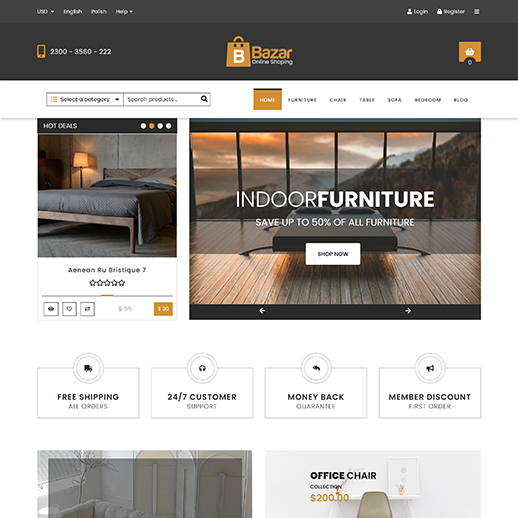 USD English Polish Help
Login Register
2300 - 3560 - 222
B Bazar
Online Shoping
0
Select a category Search products... HOME FURNITURE CHAIR TABLE SOFA BEDROOM BLOG
HOT DEALS
INDOORFURNITURE
SAVE UP TO 50% OF ALL FURNITURE
SHOP NOW
Aenean Ru Bristique 7
$ 55 $ 30
FREE SHIPPING
ALL ORDERS
24/7 CUSTOMER
SUPPORT
MONEY BACK
GUARANTEE
MEMBER DISCOUNT
FIRST ORDER
OFFICE CHAIR
COLLECTION
$200.00